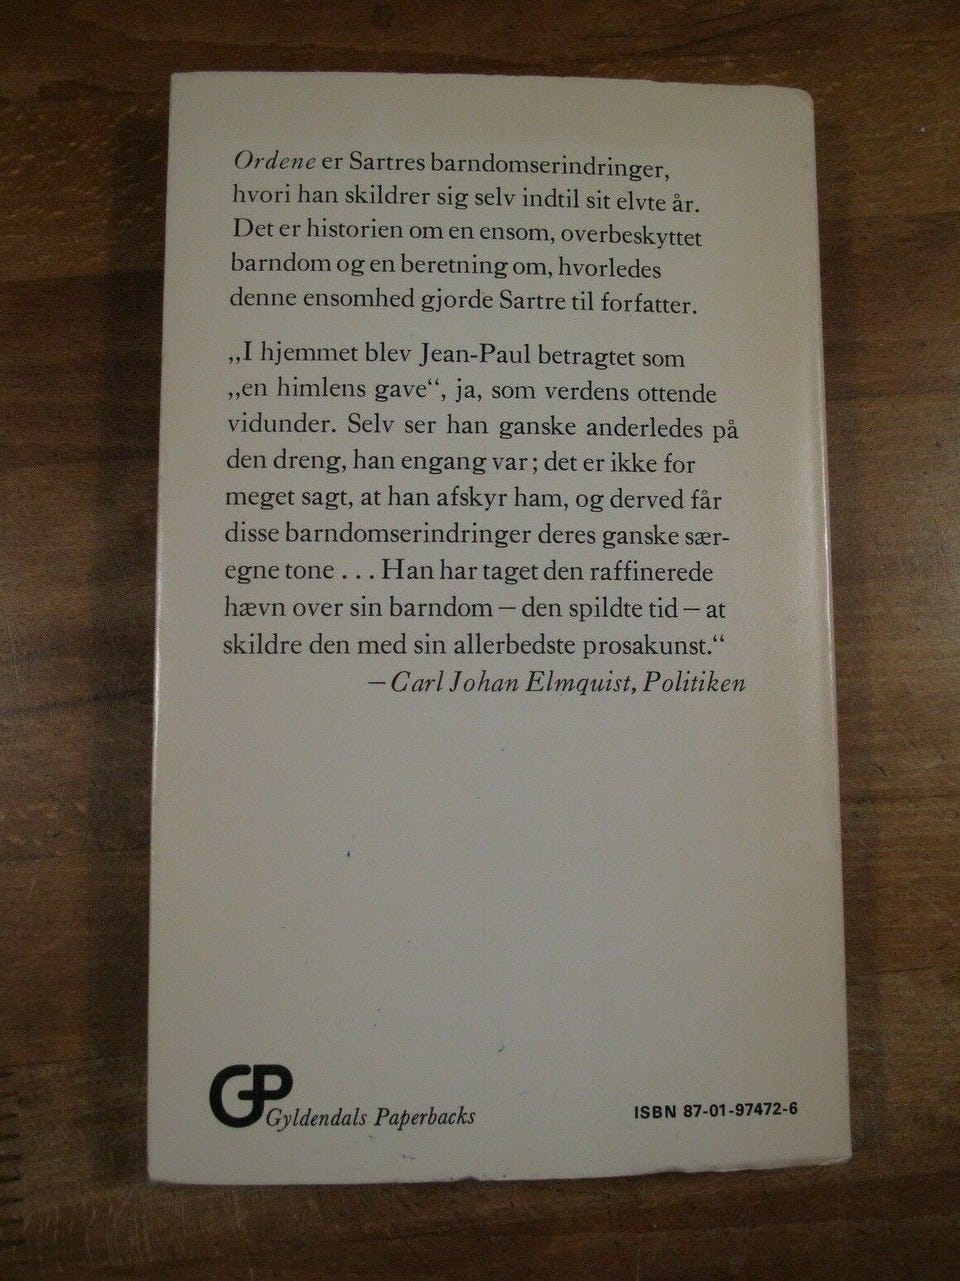 Ordene er Sartres barndomserindringer,
hvori han skildrer sig selv indtil sit elvte år.
Det er historien om en ensom, overbeskyttet
barndom og en beretning om, hvorledes
denne ensomhed gjorde Sartre til forfatter.
„I hjemmet blev Jean-Paul betragtet som
„en himlens gave“, ja, som verdens ottende
vidunder. Selv ser han ganske anderledes på
den dreng, han engang var; det er ikke for
meget sagt, at han afskyr ham, og derved får
disse barndomserindringer deres ganske sær-
egne tone . . . Han har taget den raffinerede
hævn over sin barndom – den spildte tid – at
skildre den med sin allerbedste prosakunst.“
– Carl Johan Elmquist, Politiken
GP
Gyldendals Paperbacks
ISBN 87-01-97472-6